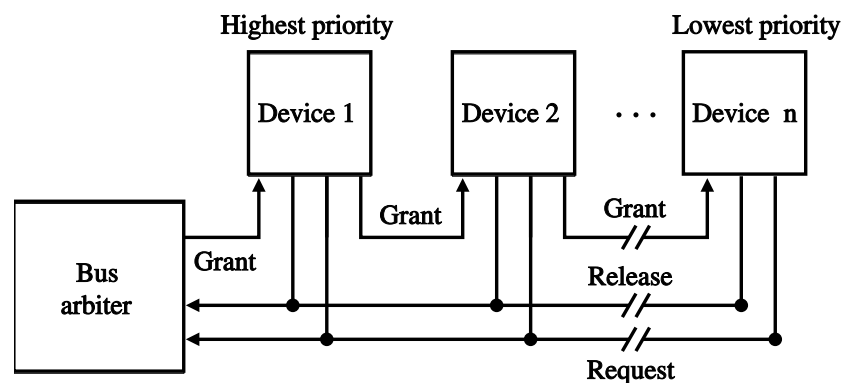 Highest priority
Lowest priority
Device 1
Device 2
. . .
Device n
Grant
Grant
Grant
Bus
arbiter
Release
Request